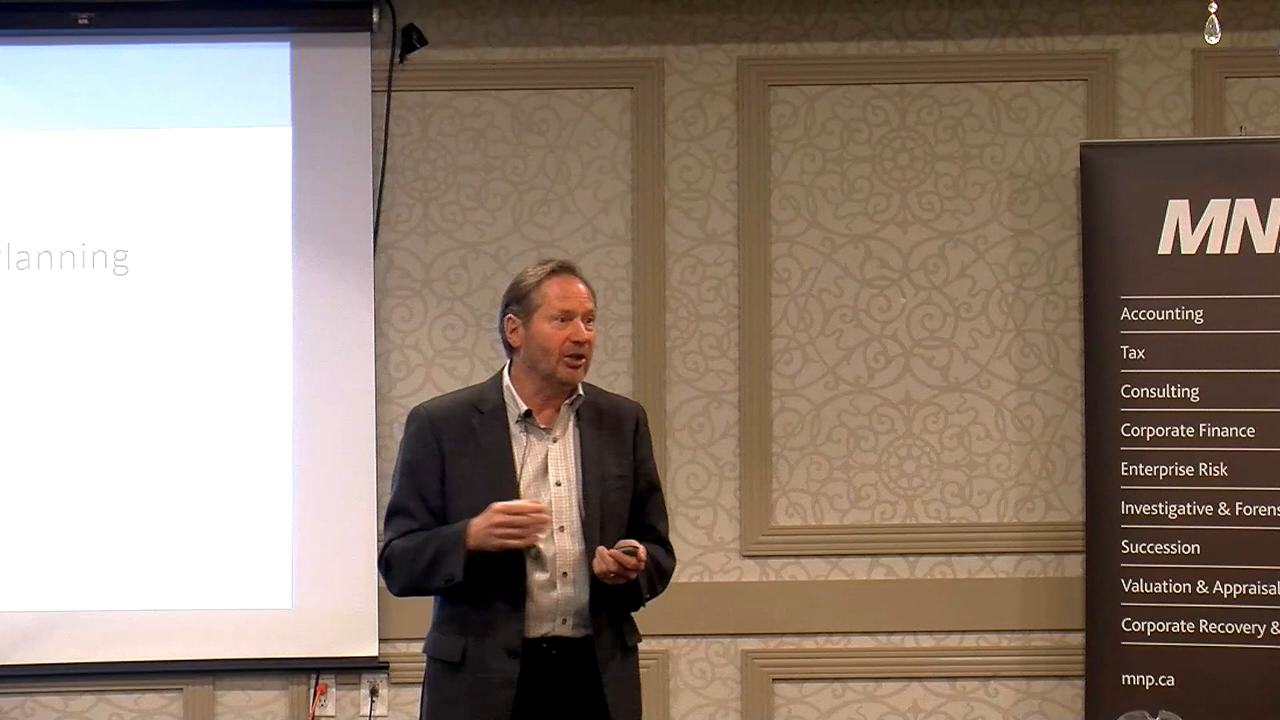 lanning
MN
Accounting
Tax
Consulting
Corporate Finance
Enterprise Risk
Investigative & Forens
Succession
Valuation & Appraisal
Corporate Recovery &
mnp.ca